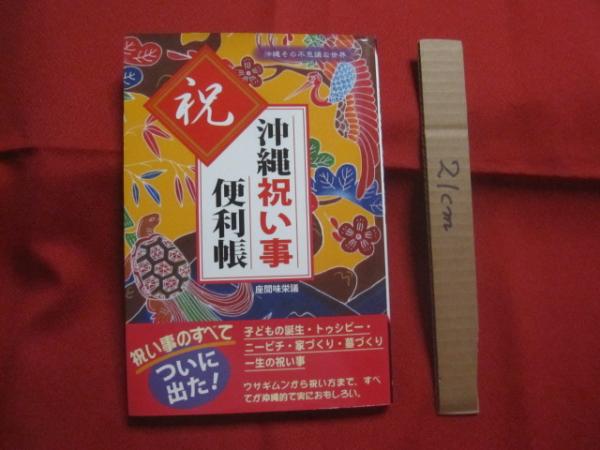 沖縄その不思議な世界
祝
沖縄祝い事
便利帳
座間味栄議
祝い事のすべて
ついに
出た!
子どもの誕生・トゥシビー・
ニービチ・家づくり・墓づくり
一生の祝い事
ウサギムンから祝い方まで、すべ
てが沖縄的で実におもしろい。
21cm